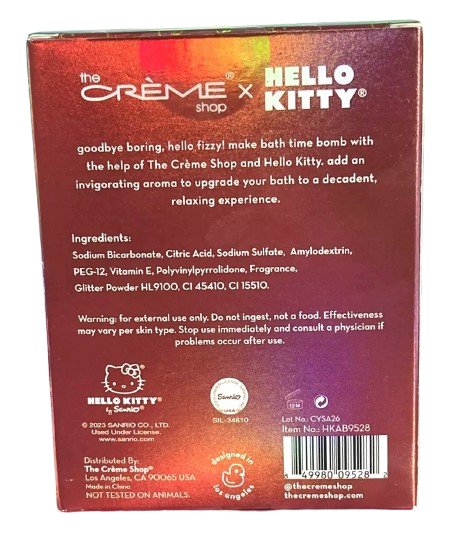 the
CRÈME®
shop
x
HELLO
KITTY®
goodbye boring, hello fizzy! make bath time bomb with
the help of The Crème Shop and Hello Kitty. add an
invigorating aroma to upgrade your bath to a decadent,
relaxing experience.
Ingredients:
Sodium Bicarbonate, Citric Acid, Sodium Sulfate, Amylodextrin,
PEG-12, Vitamin E, Polyvinylpyrrolidone, Fragrance,
Glitter Powder HL9100, CI 45410, CI 15510.
Warning: for external use only. Do not ingest, not a food. Effectiveness
may vary per skin type. Stop use immediately and consult a physician if
problems occur after use.
HELLO KITTY®
by Sanrio®
© 2023 SANRIO CO., LTD.
Used Under License.
www.sanrio.com
Sanrio
USA
SIL-34810
12 M
Lot No.: CYSA26
Item No.: HKAB9528
Distributed By:
The Crème Shop®
Los Angeles, CA 90065 USA
Made in China
NOT TESTED ON ANIMALS.
designed in
los angeles
49980 09528 2
@thecremeshop
thecremeshop.com